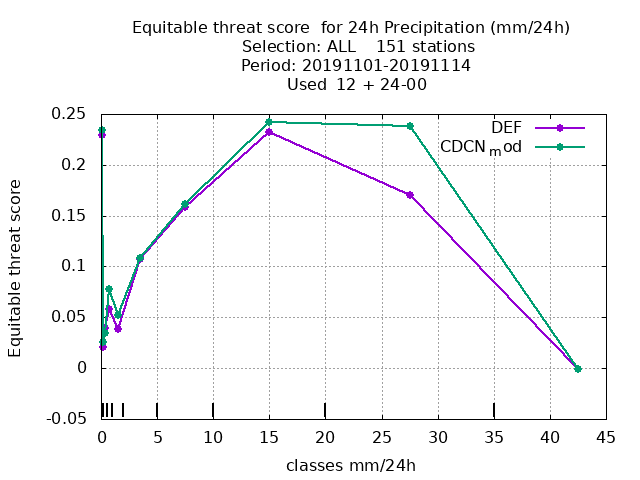 Equitable threat score  for 24h Precipitation (mm/24h)
Selection: ALL    151 stations
Period: 20191101-20191114
Used  12 + 24-00
DEF
CDCN_mod
Equitable threat score
0.25
0.2
0.15
0.1
0.05
0
-0.05
0 5 10 15 20 25 30 35 40 45
classes mm/24h